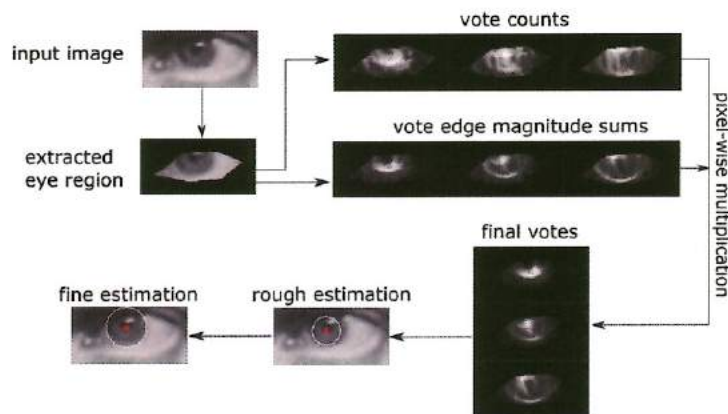 vote counts
input image
vote edge magnitude sums
extracted
eye region
pixel-wise multiplication
final votes
fine estimation
rough estimation